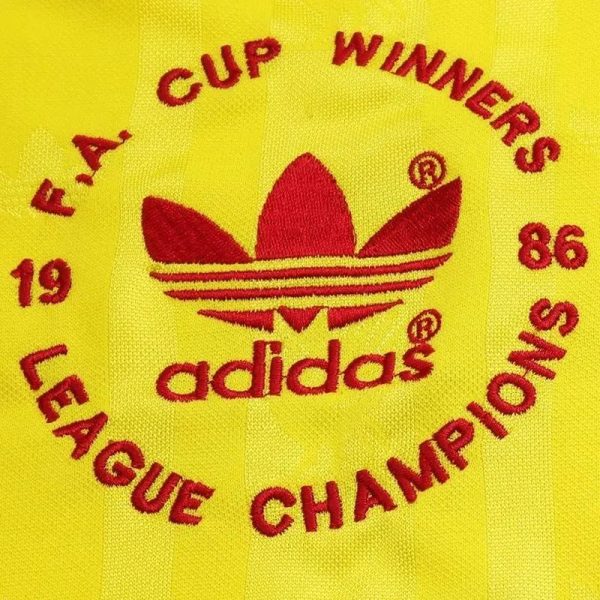 F.A. CUP WINNERS
19 86
®
adidas®
LEAGUE CHAMPIONS